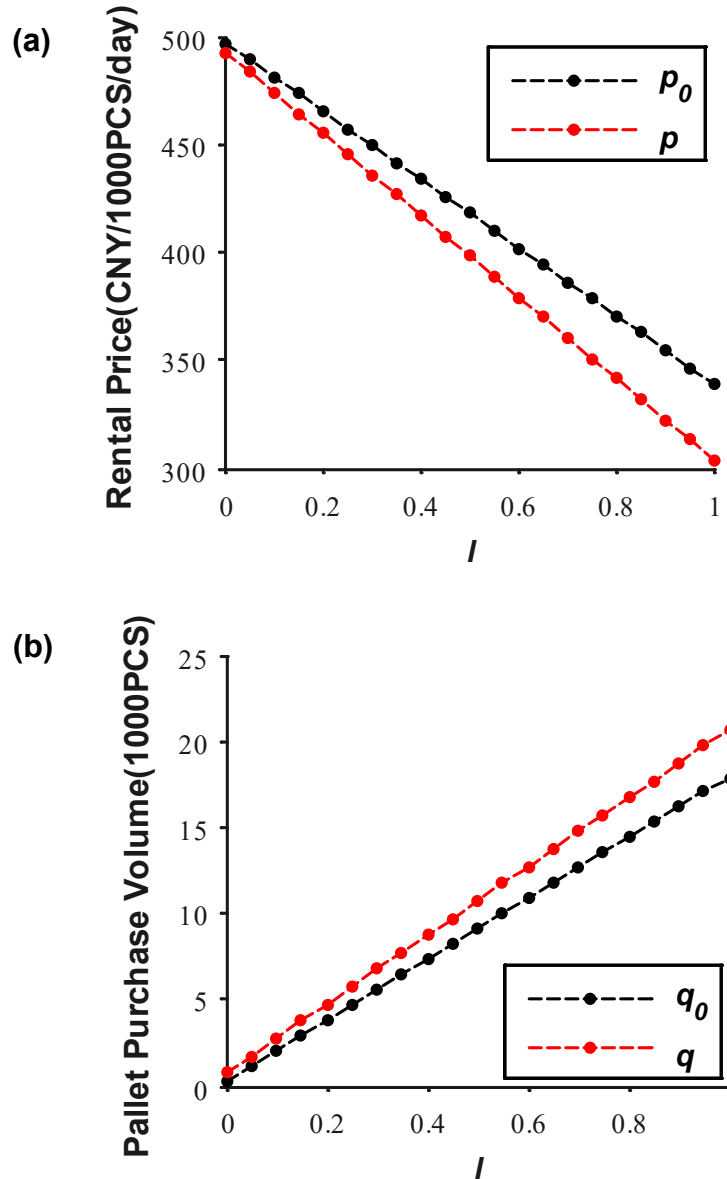 (a)
Rental Price(CNY/1000PCS/day)
500
450
400
350
300
p0
p
0 0.2 0.4 0.6 0.8 1
I
(b)
Pallet Purchase Volume(1000PCS)
25
20
15
10
5
0
q0
q
0 0.2 0.4 0.6 0.8
I